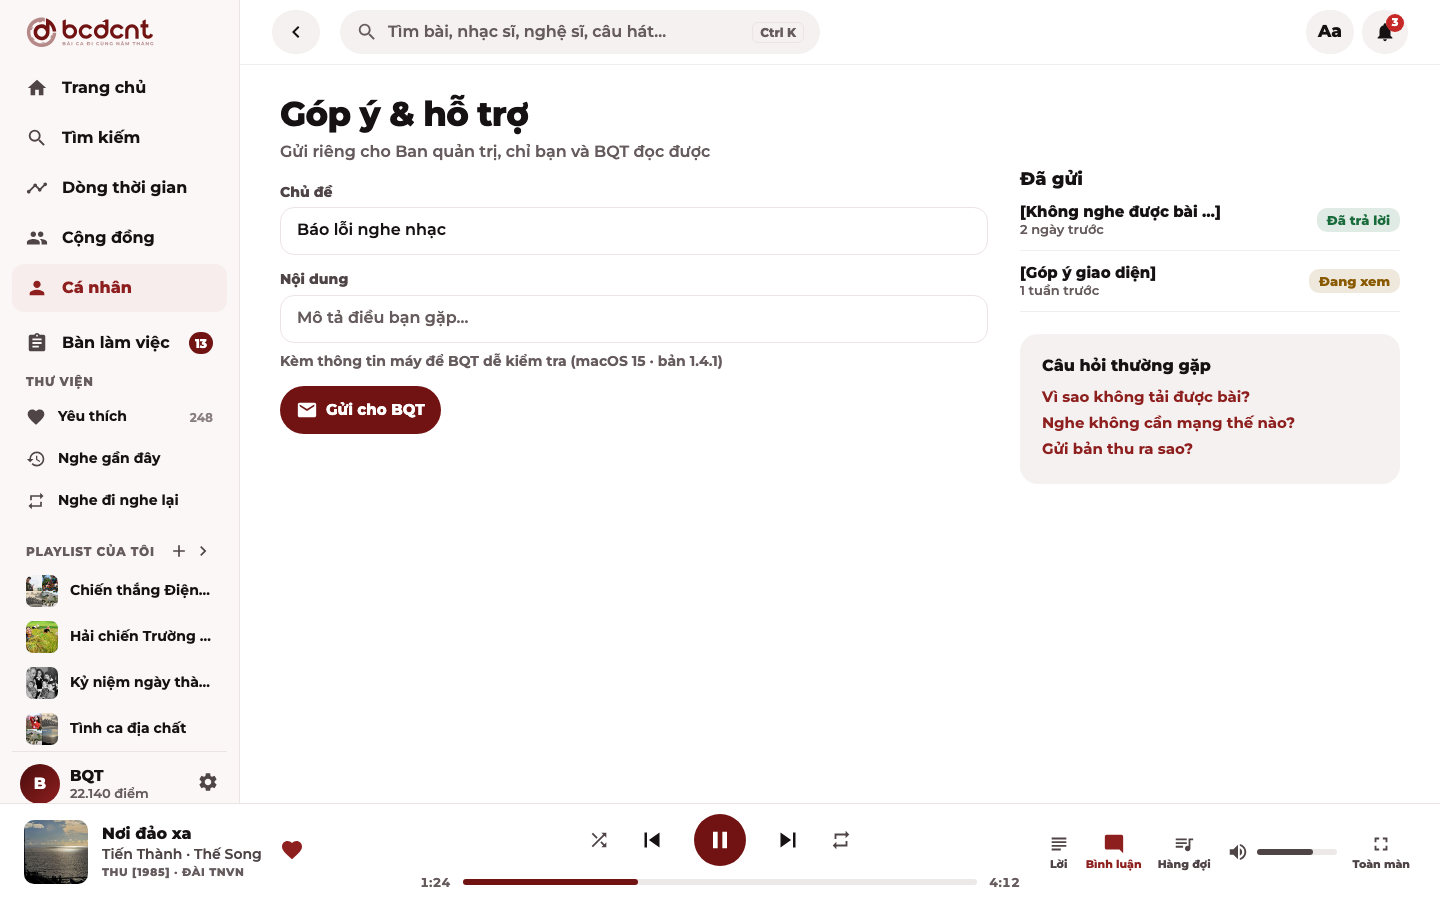 bcdcnt
BÀI CA ĐI CÙNG NĂM THÁNG
Trang chủ
Tìm kiếm
Dòng thời gian
Cộng đồng
Cá nhân
Bàn làm việc 13
THƯ VIỆN
Yêu thích 248
Nghe gần đây
Nghe đi nghe lại
PLAYLIST CỦA TÔI
Chiến thắng Điện...
Hải chiến Trường ...
Kỷ niệm ngày thà...
Tình ca địa chất
B
BQT
22.140 điểm
Tìm bài, nhạc sĩ, nghệ sĩ, câu hát... Ctrl K
Aa
3
Góp ý & hỗ trợ
Gửi riêng cho Ban quản trị, chỉ bạn và BQT đọc được
Chủ đề
Báo lỗi nghe nhạc
Nội dung
Mô tả điều bạn gặp...
Kèm thông tin máy để BQT dễ kiểm tra (macOS 15 · bản 1.4.1)
Gửi cho BQT
Đã gửi
[Không nghe được bài ...]
2 ngày trước
Đã trả lời
[Góp ý giao diện]
1 tuần trước
Đang xem
Câu hỏi thường gặp
Vì sao không tải được bài?
Nghe không cần mạng thế nào?
Gửi bản thu ra sao?
Nơi đảo xa
Tiến Thành · Thế Song
THU [1985] · ĐÀI TNVN
1:24
4:12
Lời
Bình luận
Hàng đợi
Toàn màn